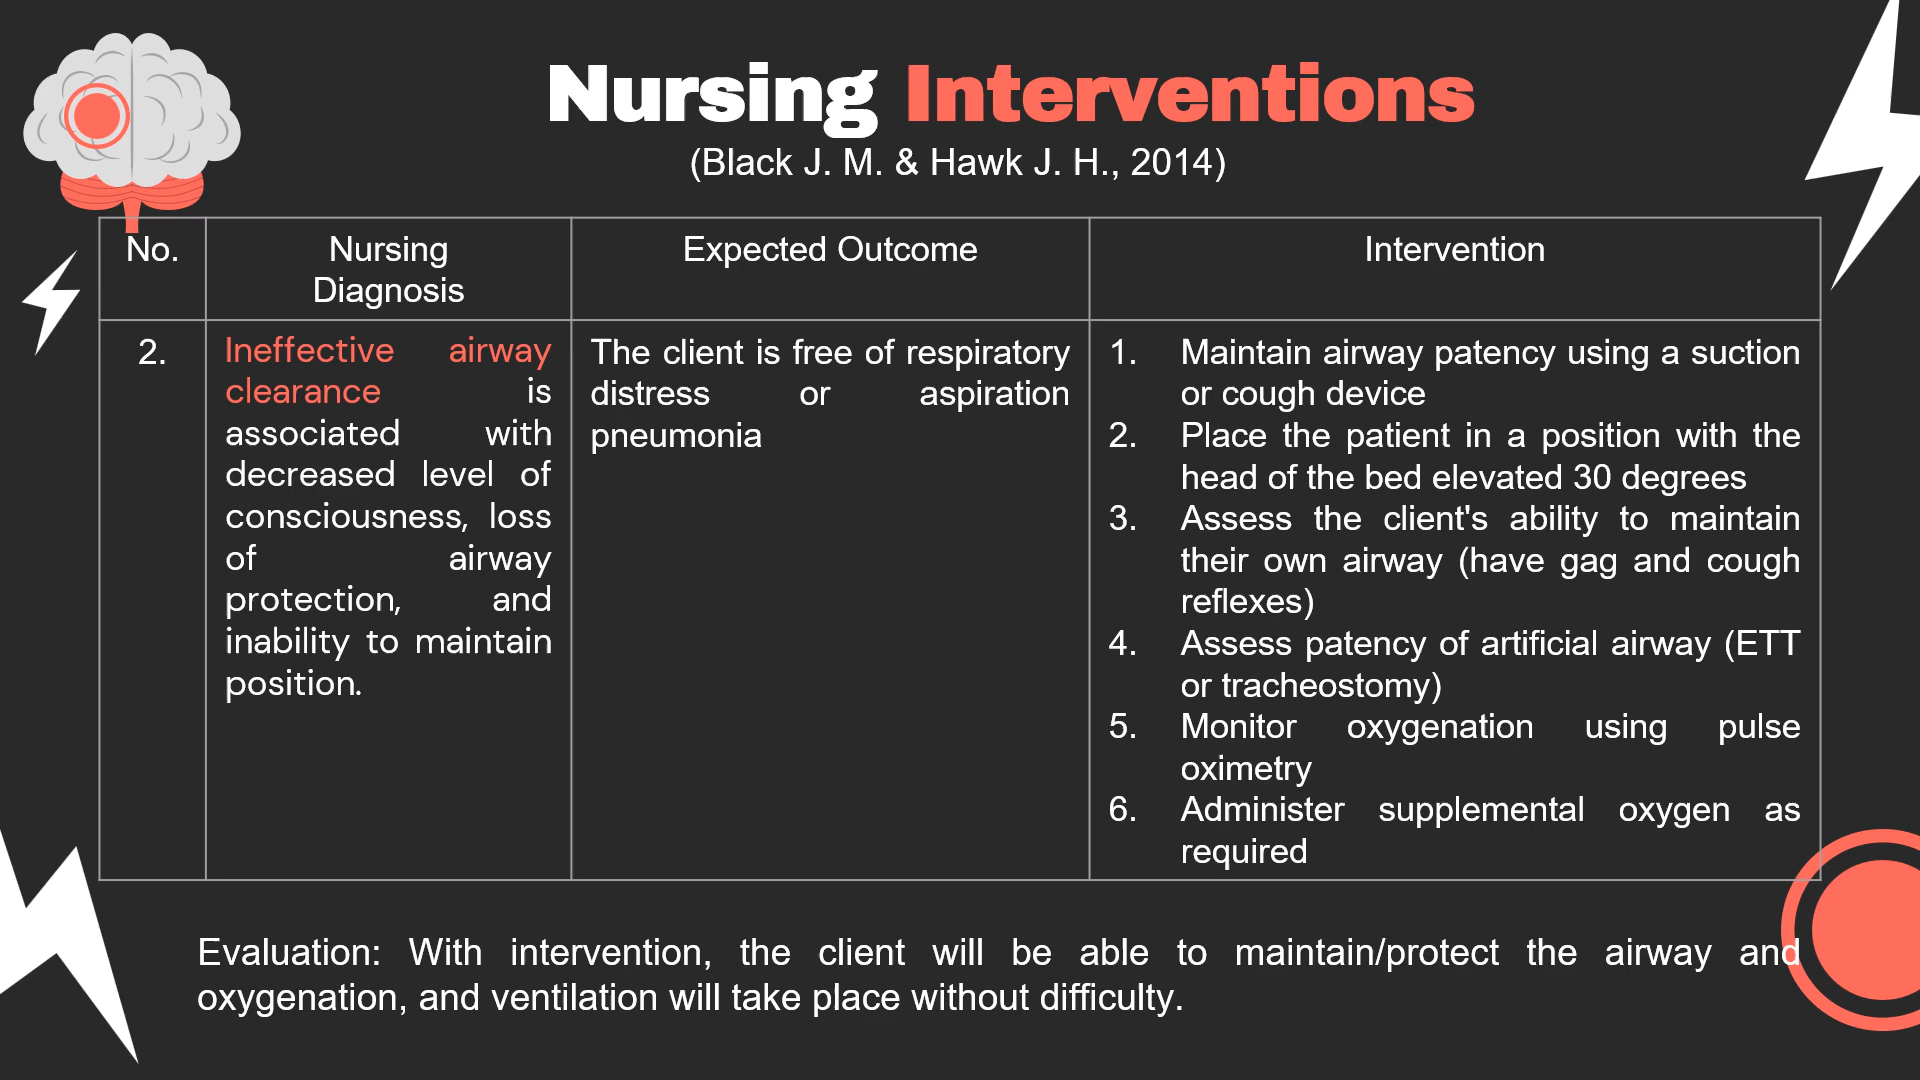 Nursing Interventions
(Black J. M. & Hawk J. H., 2014)
No.
Nursing
Diagnosis
Expected Outcome
Intervention
2.
Ineffective airway
clearance is
associated with
decreased level of
consciousness, loss
of airway
protection, and
inability to maintain
position.
The client is free of respiratory
distress or aspiration
pneumonia
1. Maintain airway patency using a suction
or cough device
2. Place the patient in a position with the
head of the bed elevated 30 degrees
3. Assess the client's ability to maintain
their own airway (have gag and cough
reflexes)
4. Assess patency of artificial airway (ETT
or tracheostomy)
5. Monitor oxygenation using pulse
oximetry
6. Administer supplemental oxygen as
required
Evaluation: With intervention, the client will be able to maintain/protect the airway and
oxygenation, and ventilation will take place without difficulty.